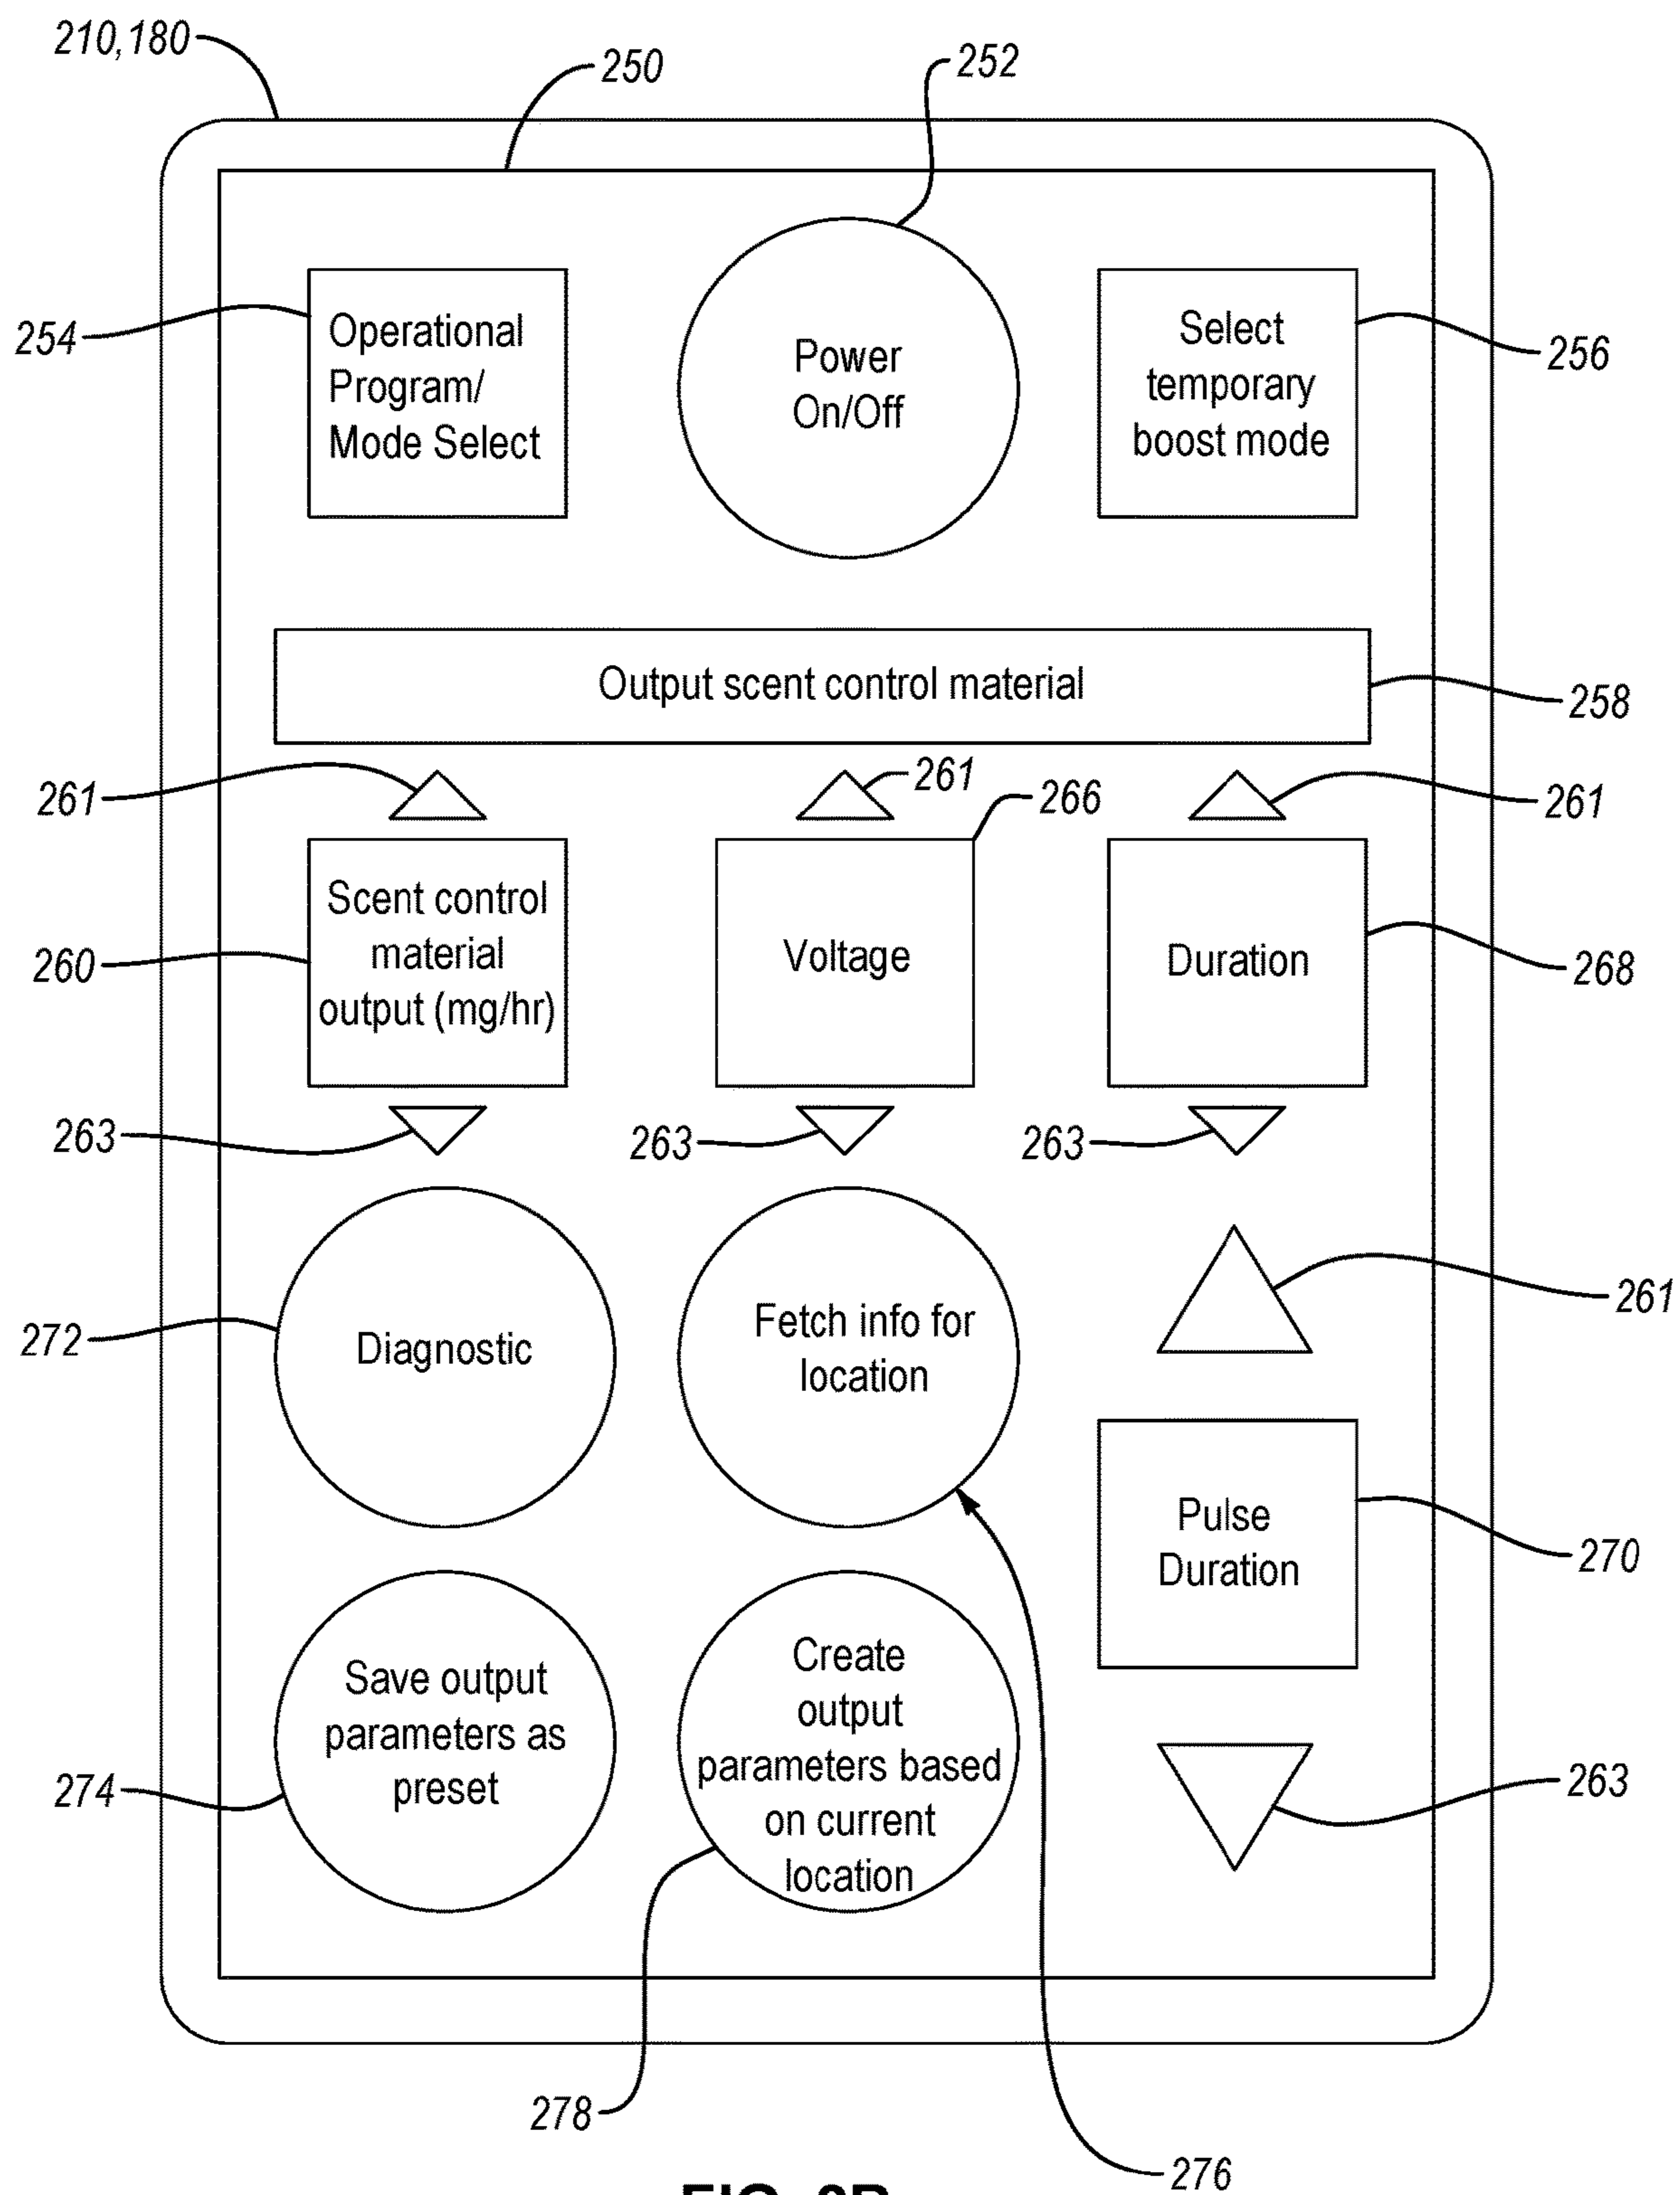 210,180
250
252
254
Operational
Program/
Mode Select
Power
On/Off
Select
temporary
boost mode
256
Output scent control material
258
261
261
266
261
260
Scent control
material
output (mg/hr)
Voltage
Duration
268
263
263
263
272
Diagnostic
Fetch info for
location
261
Pulse
Duration
270
274
Save output
parameters as
preset
Create
output
parameters based
on current
location
263
278
276